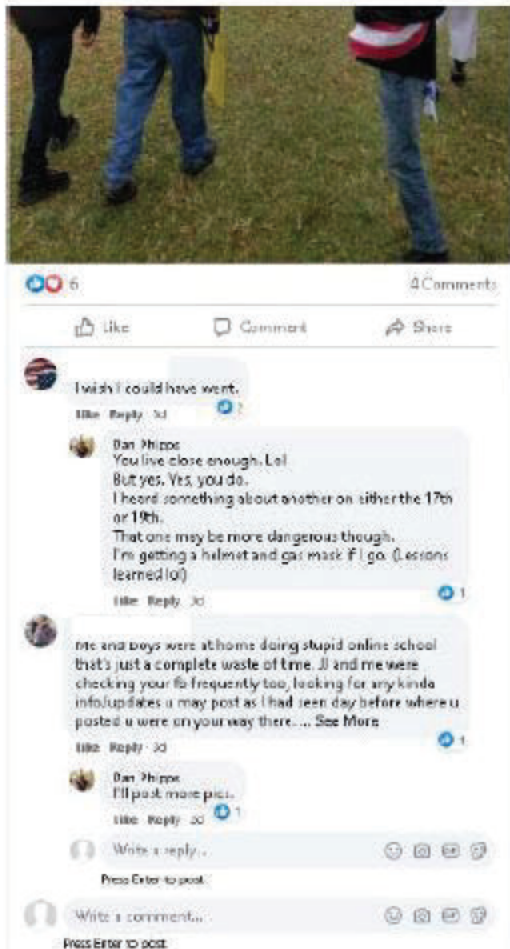 6
4 Comments
Like
Comment
Share
I wish I could have went.
Like Reply 3d
Dan Phipps
You live close enough. Lol
But yes. Yes, you do.
I heard something about another on either the 17th
or 19th.
That one may be more dangerous though.
I'm getting a helmet and gas mask if I go. (Lessons
learned lol)
1
Like Reply 3d
Me and boys were at home doing stupid online school
that's just a complete waste of time. JJ and me were
checking your fb frequently too, looking for any kinda
info/updates u may post as I had seen day before where u
posted u were on your way there. ... See More
1
Like Reply 3d
Dan Phipps
I'll post more pics.
Like Reply 3d 1
Write a reply...
Press Enter to post.
Write a comment...
Press Enter to post.